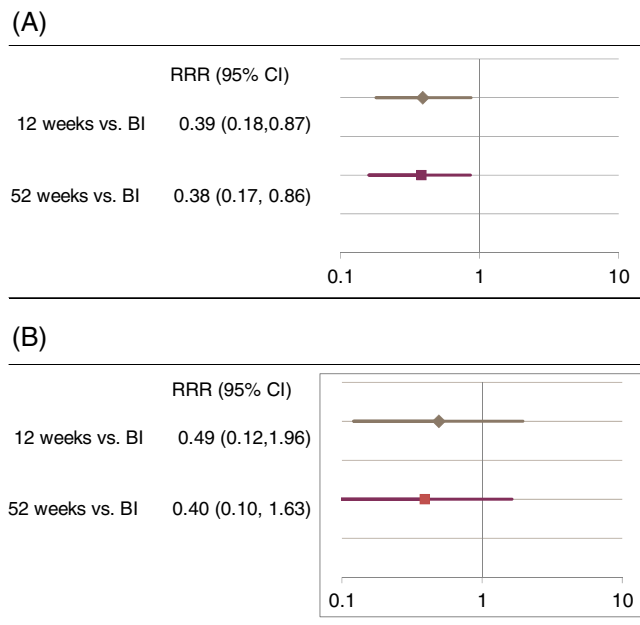 (A)
RRR (95% CI)
12 weeks vs. BI 0.39 (0.18,0.87)
52 weeks vs. BI 0.38 (0.17, 0.86)
0.1 1 10
(B)
RRR (95% CI)
12 weeks vs. BI 0.49 (0.12,1.96)
52 weeks vs. BI 0.40 (0.10, 1.63)
0.1 1 10